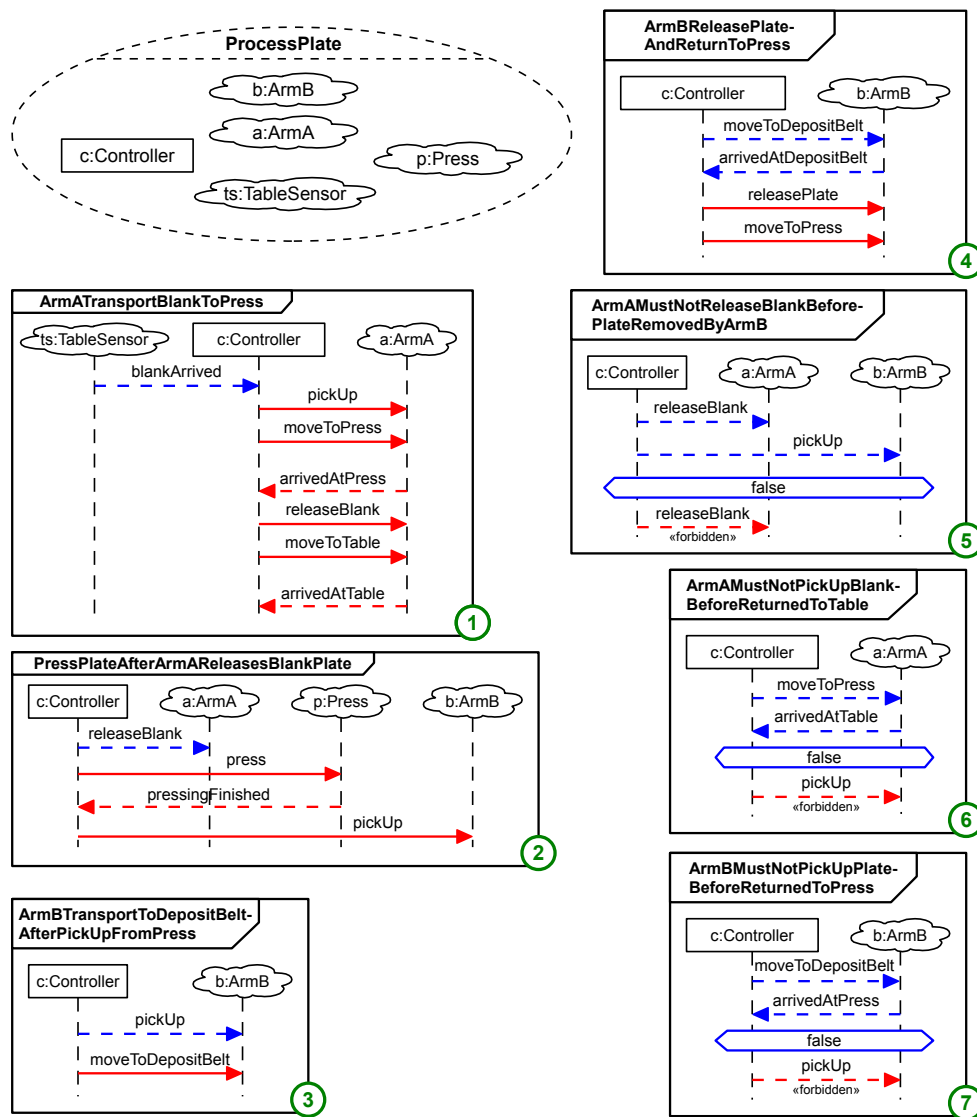 ProcessPlate
b:ArmB
a:ArmA
c:Controller
p:Press
ts:TableSensor
ArmBReleasePlate-
AndReturnToPress
c:Controller
b:ArmB
moveToDepositBelt
arrivedAtDepositBelt
releasePlate
moveToPress
4
ArmATransportBlankToPress
ts:TableSensor
c:Controller
a:ArmA
blankArrived
pickUp
moveToPress
arrivedAtPress
releaseBlank
moveToTable
arrivedAtTable
1
ArmAMustNotReleaseBlankBefore-
PlateRemovedByArmB
c:Controller
a:ArmA
b:ArmB
releaseBlank
pickUp
false
releaseBlank
«forbidden»
5
PressPlateAfterArmAReleasesBlankPlate
c:Controller
a:ArmA
p:Press
b:ArmB
releaseBlank
press
pressingFinished
pickUp
2
ArmAMustNotPickUpBlank-
BeforeReturnedToTable
c:Controller
a:ArmA
moveToPress
arrivedAtTable
false
pickUp
«forbidden»
6
ArmBTransportToDepositBelt-
AfterPickUpFromPress
c:Controller
b:ArmB
pickUp
moveToDepositBelt
3
ArmBMustNotPickUpPlate-
BeforeReturnedToPress
c:Controller
b:ArmB
moveToDepositBelt
arrivedAtPress
false
pickUp
«forbidden»
7